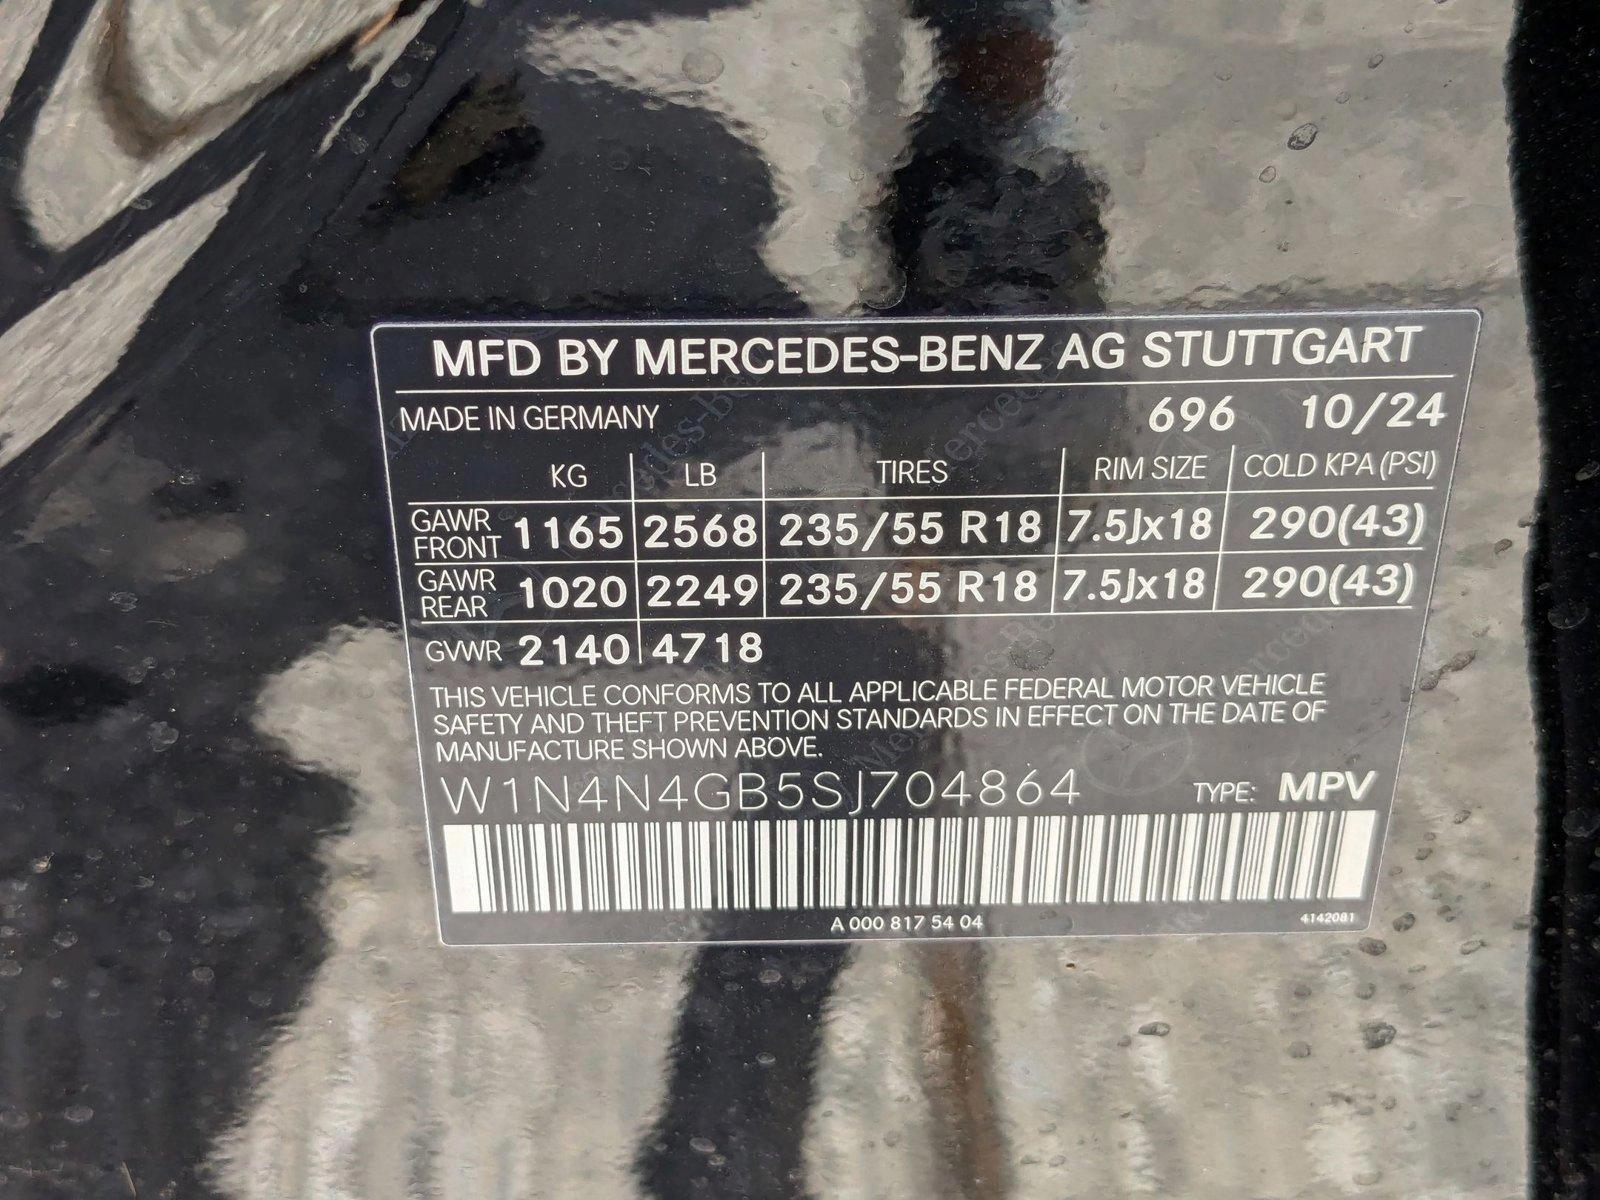 MFD BY MERCEDES-BENZ AG STUTTGART
MADE IN GERMANY 696 10/24
KG LB TIRES RIM SIZE COLD KPA (PSI)
GAWR FRONT 1165 2568 235/55 R18 7.5Jx18 290(43)
GAWR REAR 1020 2249 235/55 R18 7.5Jx18 290(43)
GVWR 2140 4718
THIS VEHICLE CONFORMS TO ALL APPLICABLE FEDERAL MOTOR VEHICLE
SAFETY AND THEFT PREVENTION STANDARDS IN EFFECT ON THE DATE OF
MANUFACTURE SHOWN ABOVE.
W1N4N4GB5SJ704864 TYPE: MPV
A 000 817 54 04 4142081